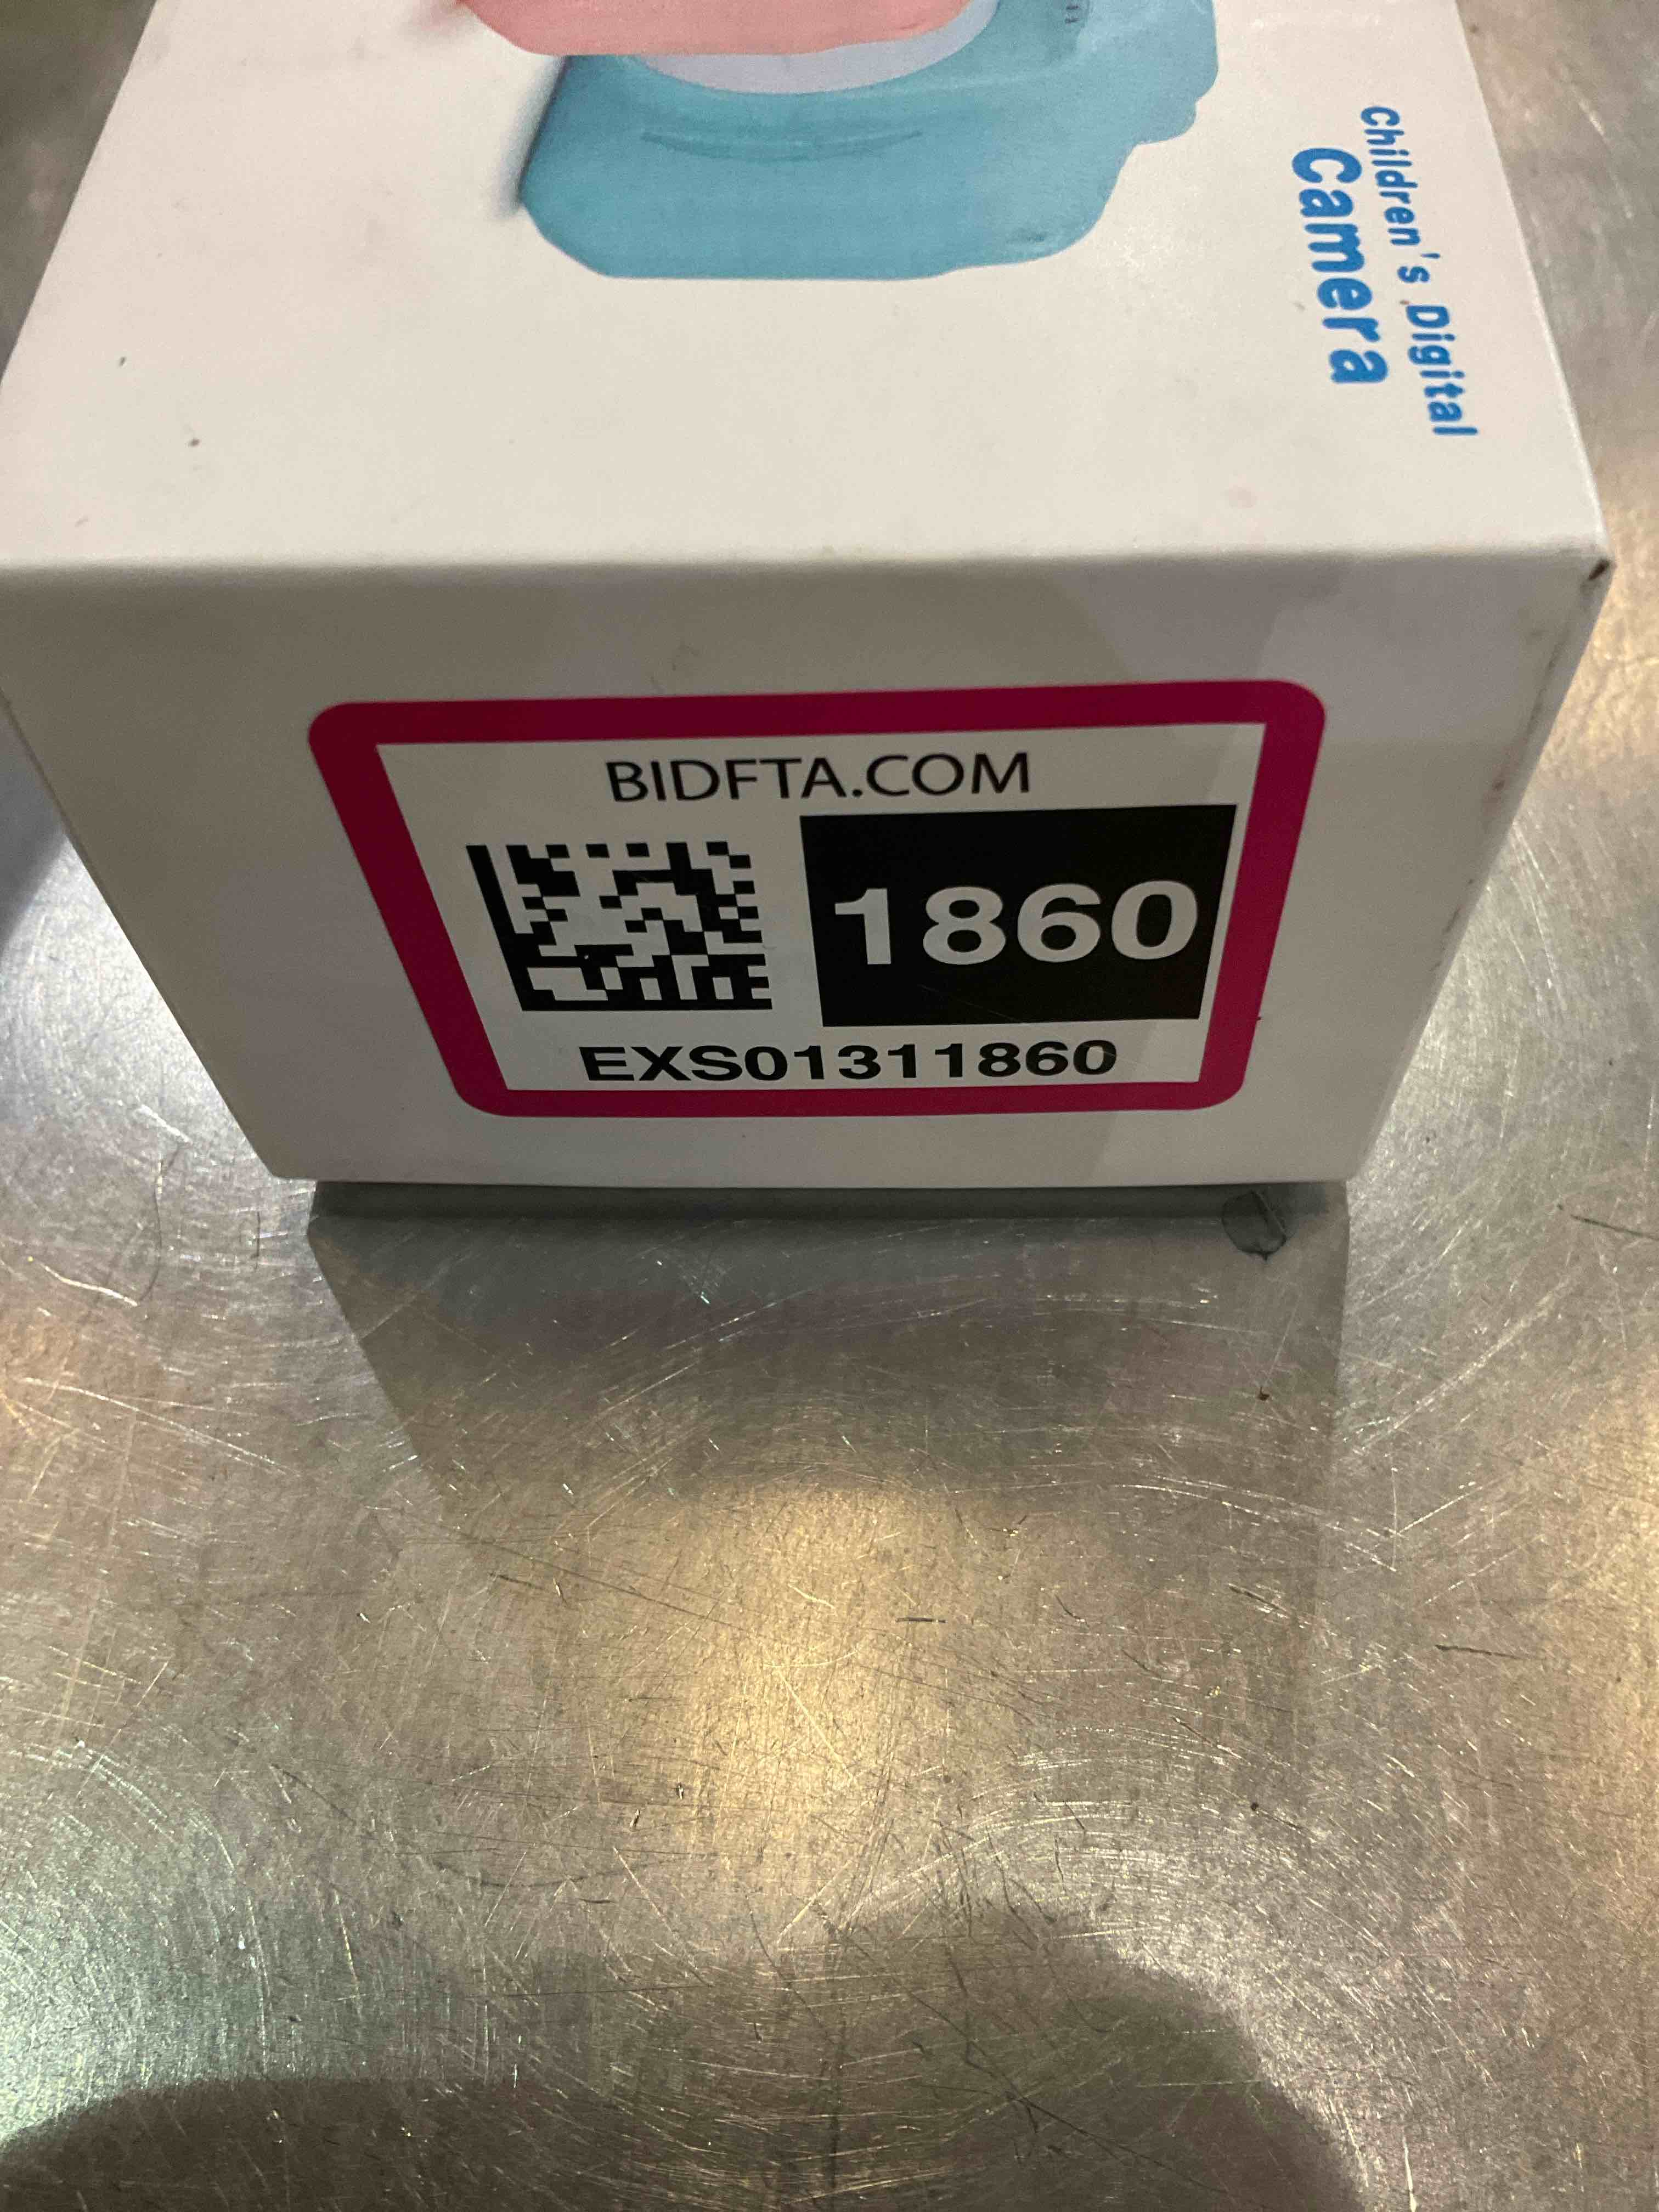 Children's Digital
Camera
BIDFTA.COM
1860
EXS01311860